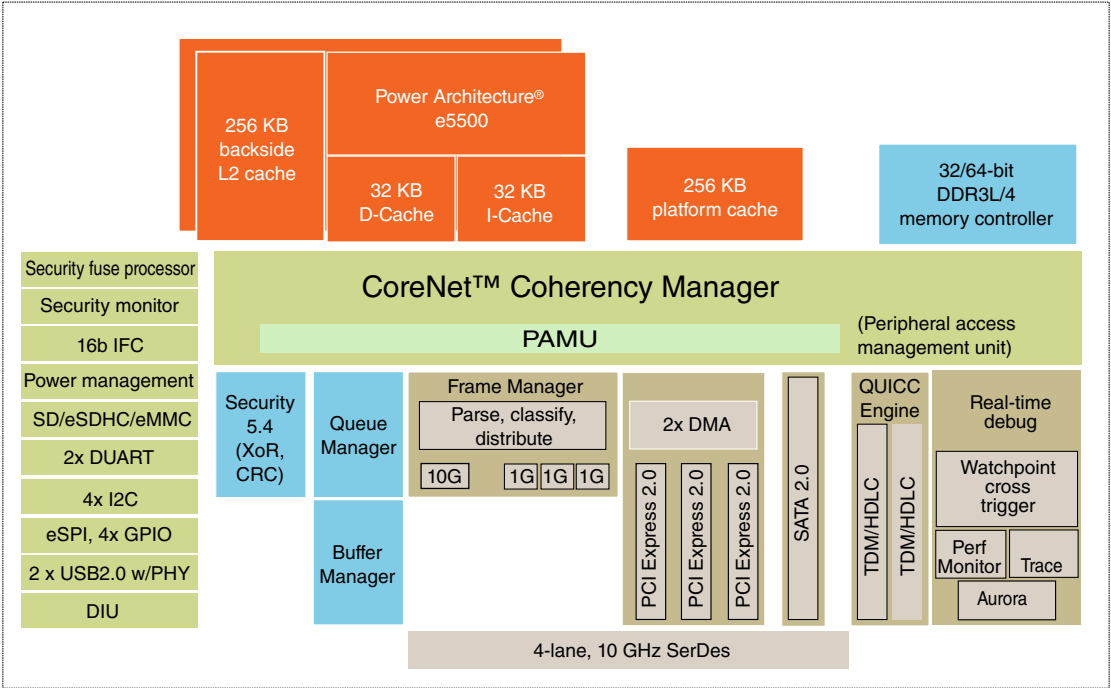 Power Architecture®
e5500
256 KB
backside
L2 cache
32 KB
D-Cache
32 KB
I-Cache
256 KB
platform cache
32/64-bit
DDR3L/4
memory controller
Security fuse processor
Security monitor
16b IFC
Power management
SD/eSDHC/eMMC
2x DUART
4x I2C
eSPI, 4x GPIO
2 x USB2.0 w/PHY
DIU
CoreNet™ Coherency Manager
PAMU
(Peripheral access
management unit)
Security
5.4
(XoR,
CRC)
Queue
Manager
Buffer
Manager
Frame Manager
Parse, classify,
distribute
10G
1G
1G
1G
2x DMA
PCI Express 2.0
PCI Express 2.0
PCI Express 2.0
SATA 2.0
QUICC
Engine
TDM/HDLC
TDM/HDLC
Real-time
debug
Watchpoint
cross
trigger
Perf
Monitor
Trace
Aurora
4-lane, 10 GHz SerDes